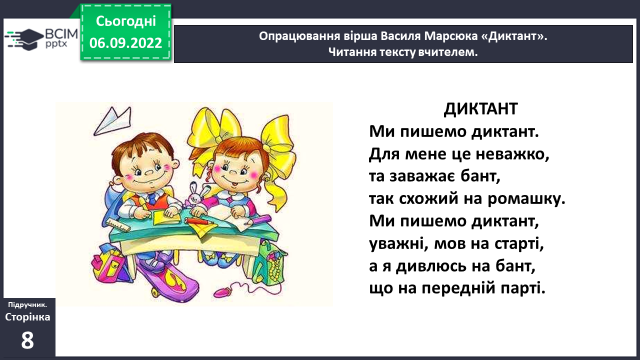 ВСІМ
pptx
Сьогодні
06.09.2022
Опрацювання вірша Василя Марсюка «Диктант».
Читання тексту вчителем.
ДИКТАНТ
Ми пишемо диктант.
Для мене це неважко,
та заважає бант,
так схожий на ромашку.
Ми пишемо диктант,
уважні, мов на старті,
а я дивлюсь на бант,
що на передній парті.
Підручник.
Сторінка
8